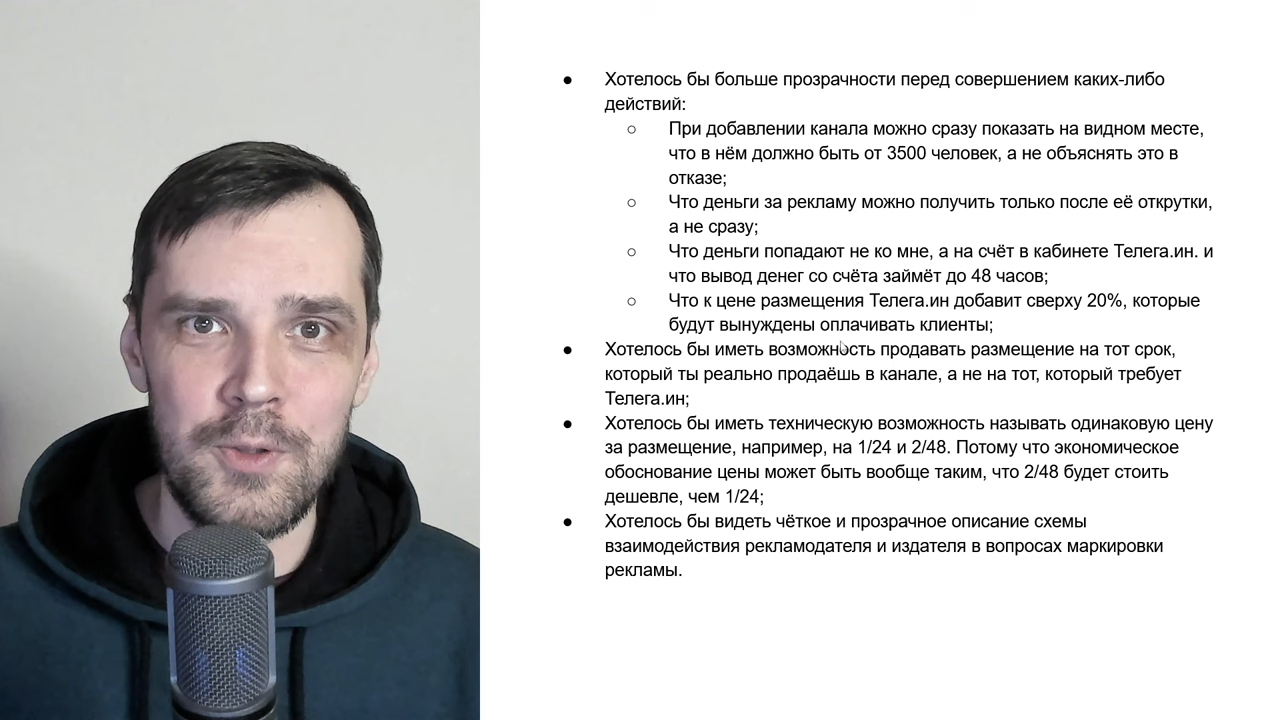 ● Хотелось бы больше прозрачности перед совершением каких-либо
действий:
○ При добавлении канала можно сразу показать на видном месте,
что в нём должно быть от 3500 человек, а не объяснять это в
отказе;
○ Что деньги за рекламу можно получить только после её открутки,
а не сразу;
○ Что деньги попадают не ко мне, а на счёт в кабинете Телега.ин. и
что вывод денег со счёта займёт до 48 часов;
○ Что к цене размещения Телега.ин добавит сверху 20%, которые
будут вынуждены оплачивать клиенты;
● Хотелось бы иметь возможность продавать размещение на тот срок,
который ты реально продаёшь в канале, а не на тот, который требует
Телега.ин;
● Хотелось бы иметь техническую возможность называть одинаковую цену
за размещение, например, на 1/24 и 2/48. Потому что экономическое
обоснование цены может быть вообще таким, что 2/48 будет стоить
дешевле, чем 1/24;
● Хотелось бы видеть чёткое и прозрачное описание схемы
взаимодействия рекламодателя и издателя в вопросах маркировки
рекламы.